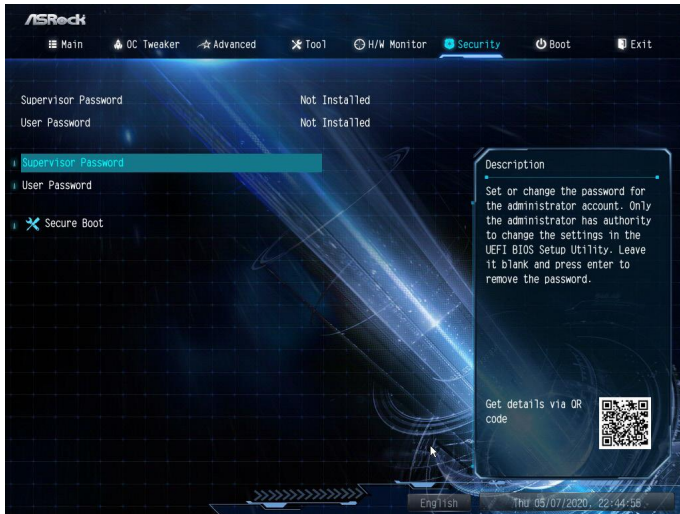 ASRock
Main OC Tweaker Advanced Tool H/W Monitor Security Boot Exit
Supervisor Password Not Installed
User Password Not Installed
Supervisor Password
User Password
Secure Boot
Description
Set or change the password for
the administrator account. Only
the administrator has authority
to change the settings in the
UEFI BIOS Setup Utility. Leave
it blank and press enter to
remove the password.
Get details via QR
code
English Thu 05/07/2020, 22:44:56